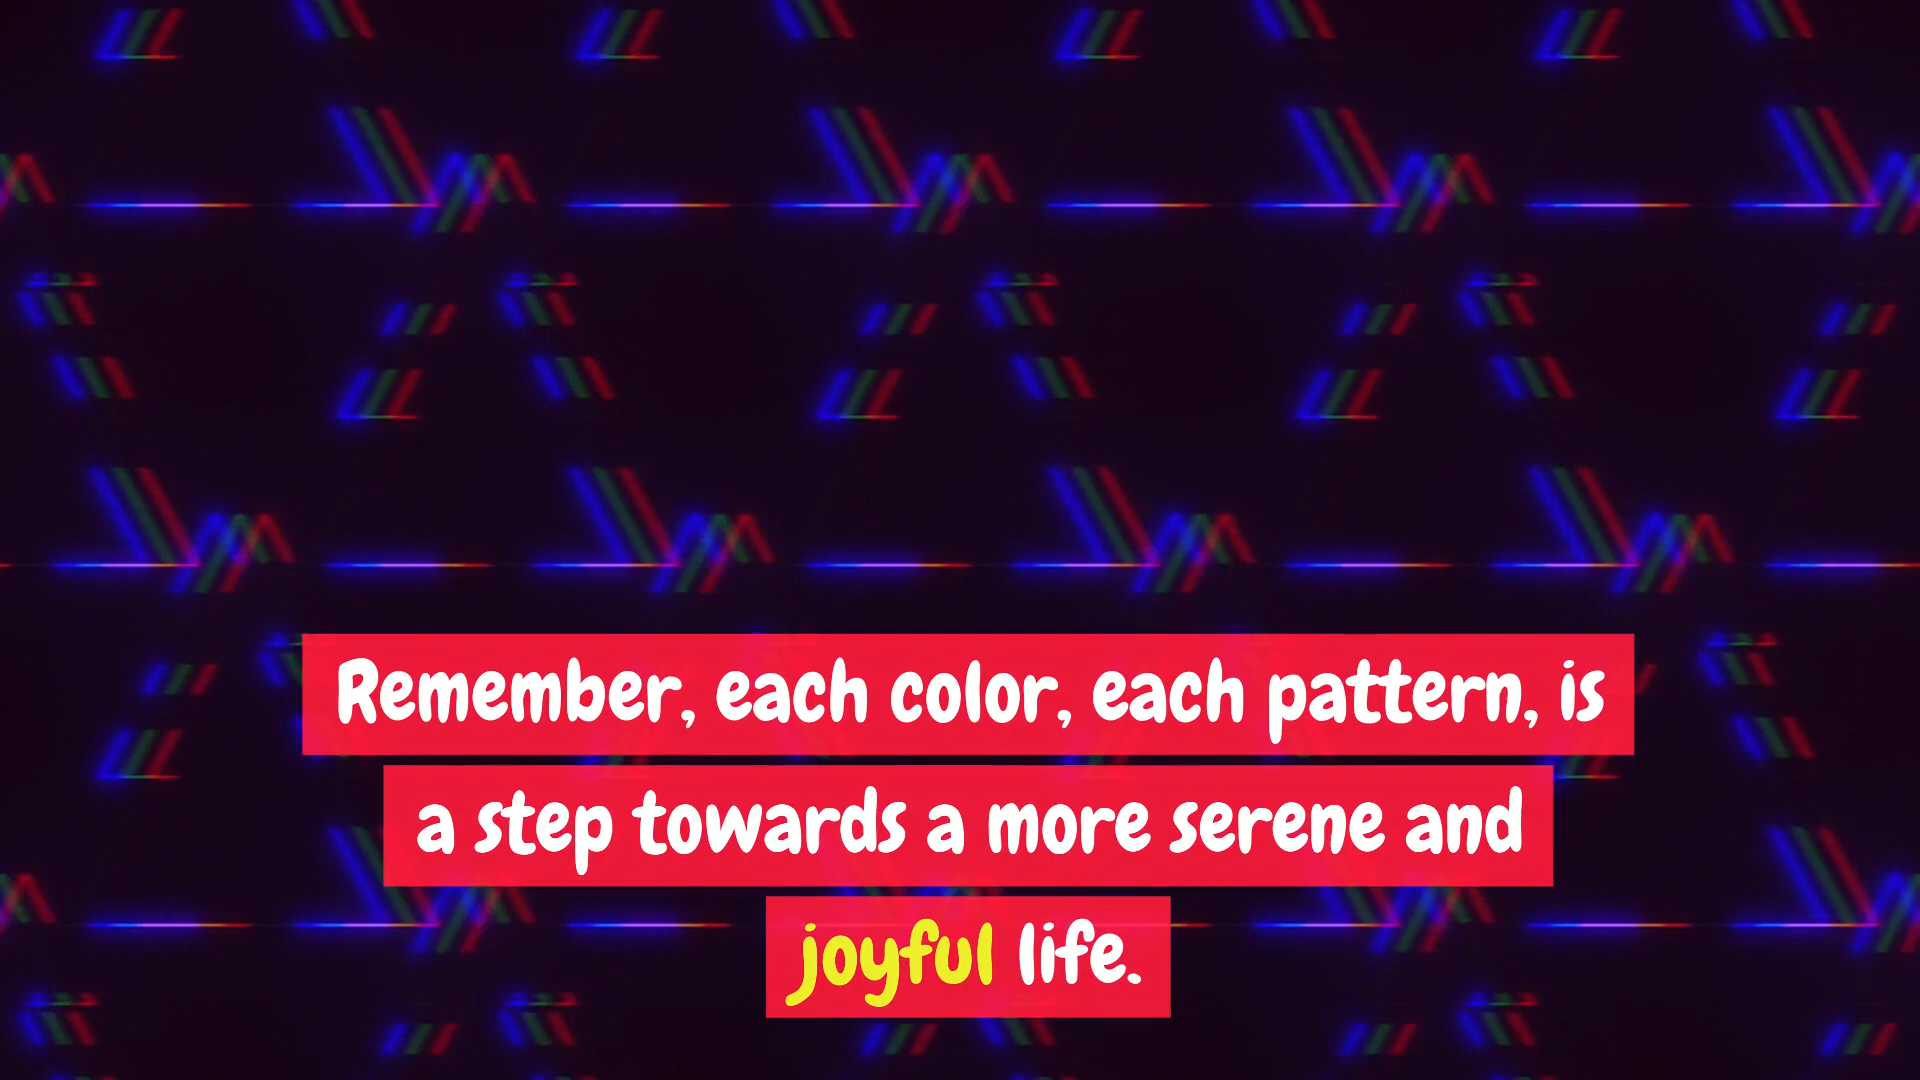 Remember, each color, each pattern, is
a step towards a more serene and
joyful life.